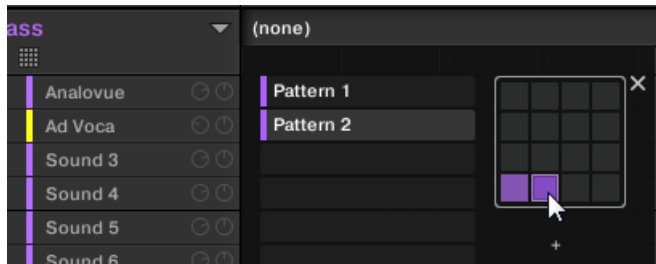 ass (none)
Analovue Pattern 1
Ad Voca Pattern 2
Sound 3
Sound 4
Sound 5
Sound 6